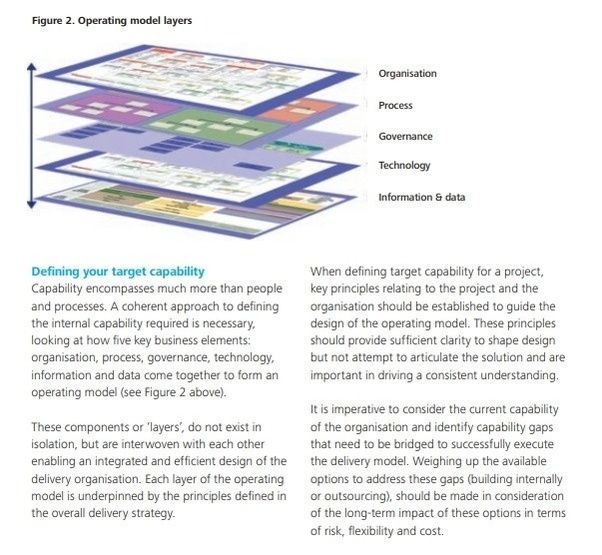 Figure 2. Operating model layers
Organisation
Process
Governance
Technology
Information & data
Defining your target capability
Capability encompasses much more than people
and processes. A coherent approach to defining
the internal capability required is necessary,
looking at how five key business elements:
organisation, process, governance, technology,
information and data come together to form an
operating model (see Figure 2 above).
These components or ‘layers’, do not exist in
isolation, but are interwoven with each other
enabling an integrated and efficient design of the
delivery organisation. Each layer of the operating
model is underpinned by the principles defined in
the overall delivery strategy.
When defining target capability for a project,
key principles relating to the project and the
organisation should be established to guide the
design of the operating model. These principles
should provide sufficient clarity to shape design
but not attempt to articulate the solution and are
important in driving a consistent understanding.
It is imperative to consider the current capability
of the organisation and identify capability gaps
that need to be bridged to successfully execute
the delivery model. Weighing up the available
options to address these gaps (building internally
or outsourcing), should be made in consideration
of the long-term impact of these options in terms
of risk, flexibility and cost.